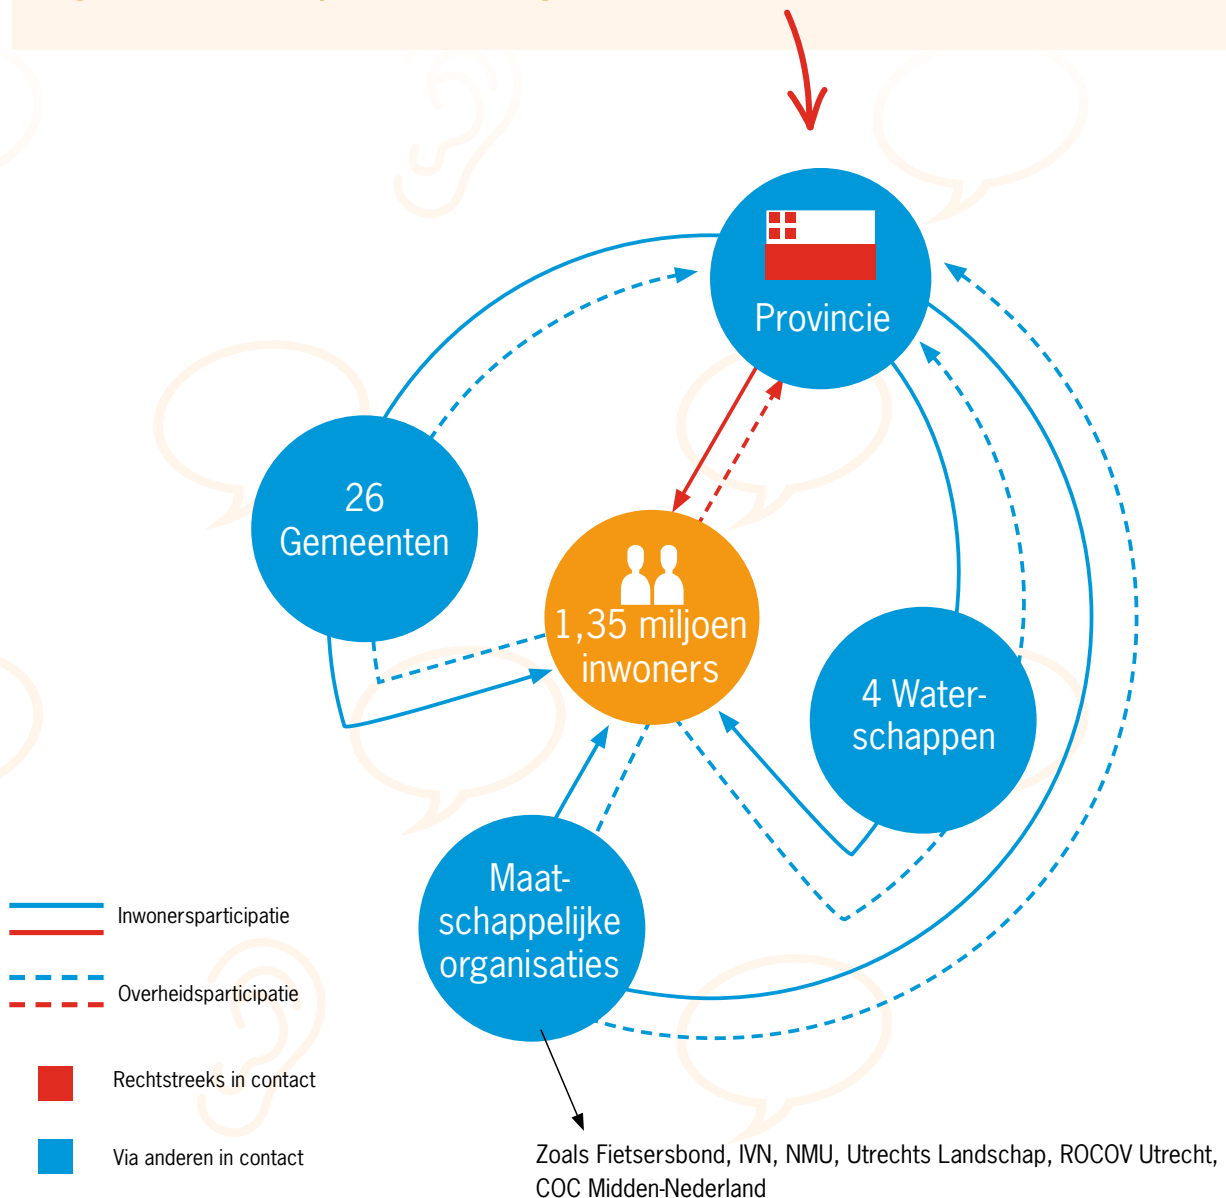 Provincie
26
Gemeenten
1,35 miljoen
inwoners
4 Water-
schappen
Maat-
schappelijke
organisaties
Inwonersparticipatie
Overheidsparticipatie
Rechtstreeks in contact
Via anderen in contact
Zoals Fietsersbond, IVN, NMU, Utrechts Landschap, ROCOV Utrecht,
COC Midden-Nederland